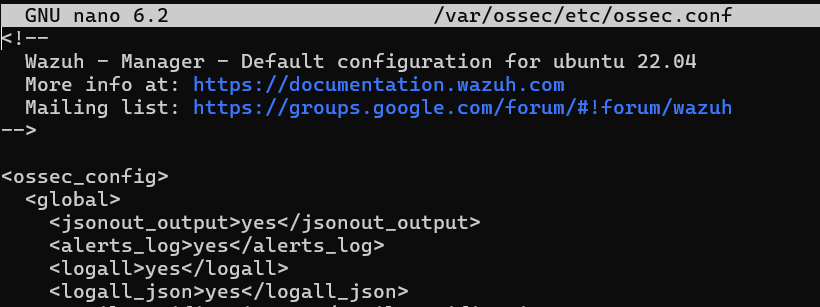 GNU nano 6.2 /var/ossec/etc/ossec.conf
<!--
Wazuh - Manager - Default configuration for ubuntu 22.04
More info at: https://documentation.wazuh.com
Mailing list: https://groups.google.com/forum/#!forum/wazuh
-->
<ossec_config>
<global>
<jsonout_output>yes</jsonout_output>
<alerts_log>yes</alerts_log>
<logall>yes</logall>
<logall_json>yes</logall_json>